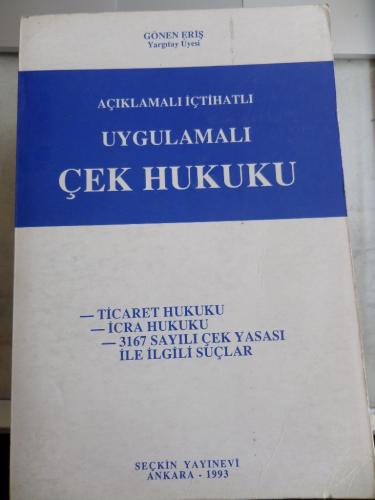 GÖNEN ERİŞ
Yargıtay Üyesi
AÇIKLAMALI İÇTİHATLI
UYGULAMALI
ÇEK HUKUKU
— TİCARET HUKUKU
— İCRA HUKUKU
— 3167 SAYILI ÇEK YASASI
İLE İLGİLİ SUÇLAR
SEÇKİN YAYINEVİ
ANKARA - 1993